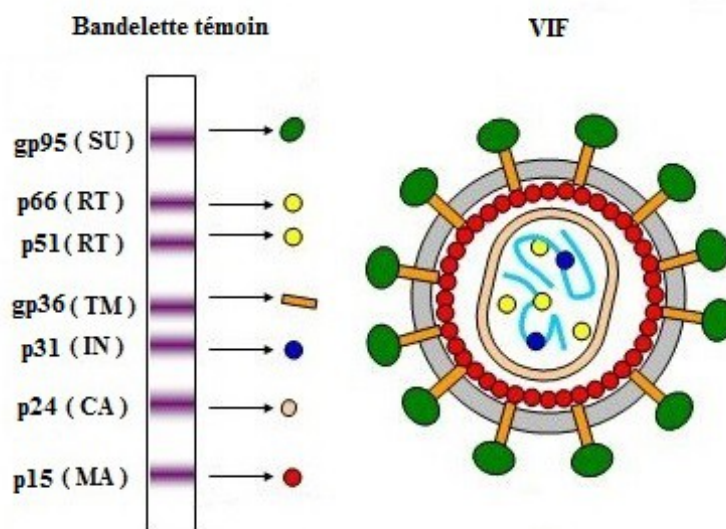 Bandelette témoin
VIF
gp95 ( SU )
p66 ( RT )
p51 ( RT )
gp36 ( TM )
p31 ( IN )
p24 ( CA )
p15 ( MA )